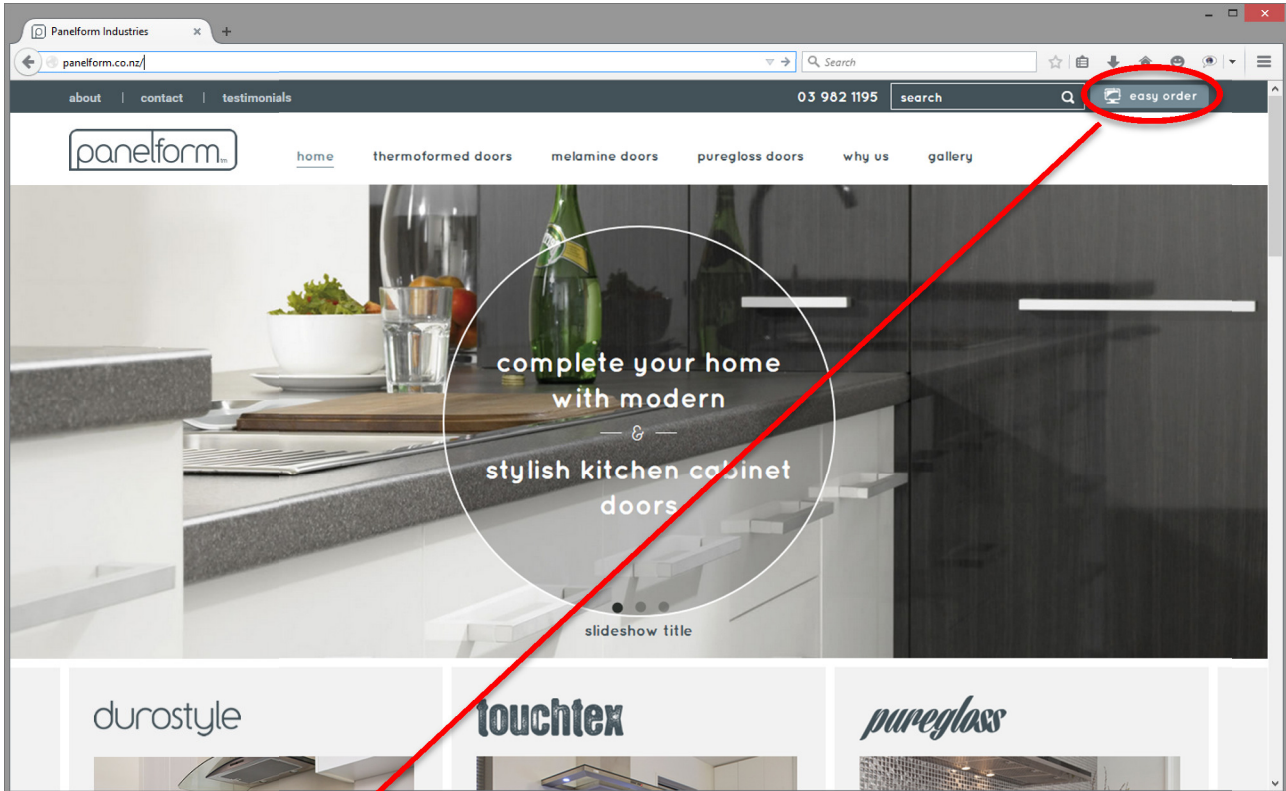 Panelform Industries
panelform.co.nz/
Search
about | contact | testimonials
03 982 1195
search
easy order
panelform™
home
thermoformed doors
melamine doors
puregloss doors
why us
gallery
complete your home
with modern
&
stylish kitchen cabinet
doors
slideshow title
durostyle
touchtex
puregloss